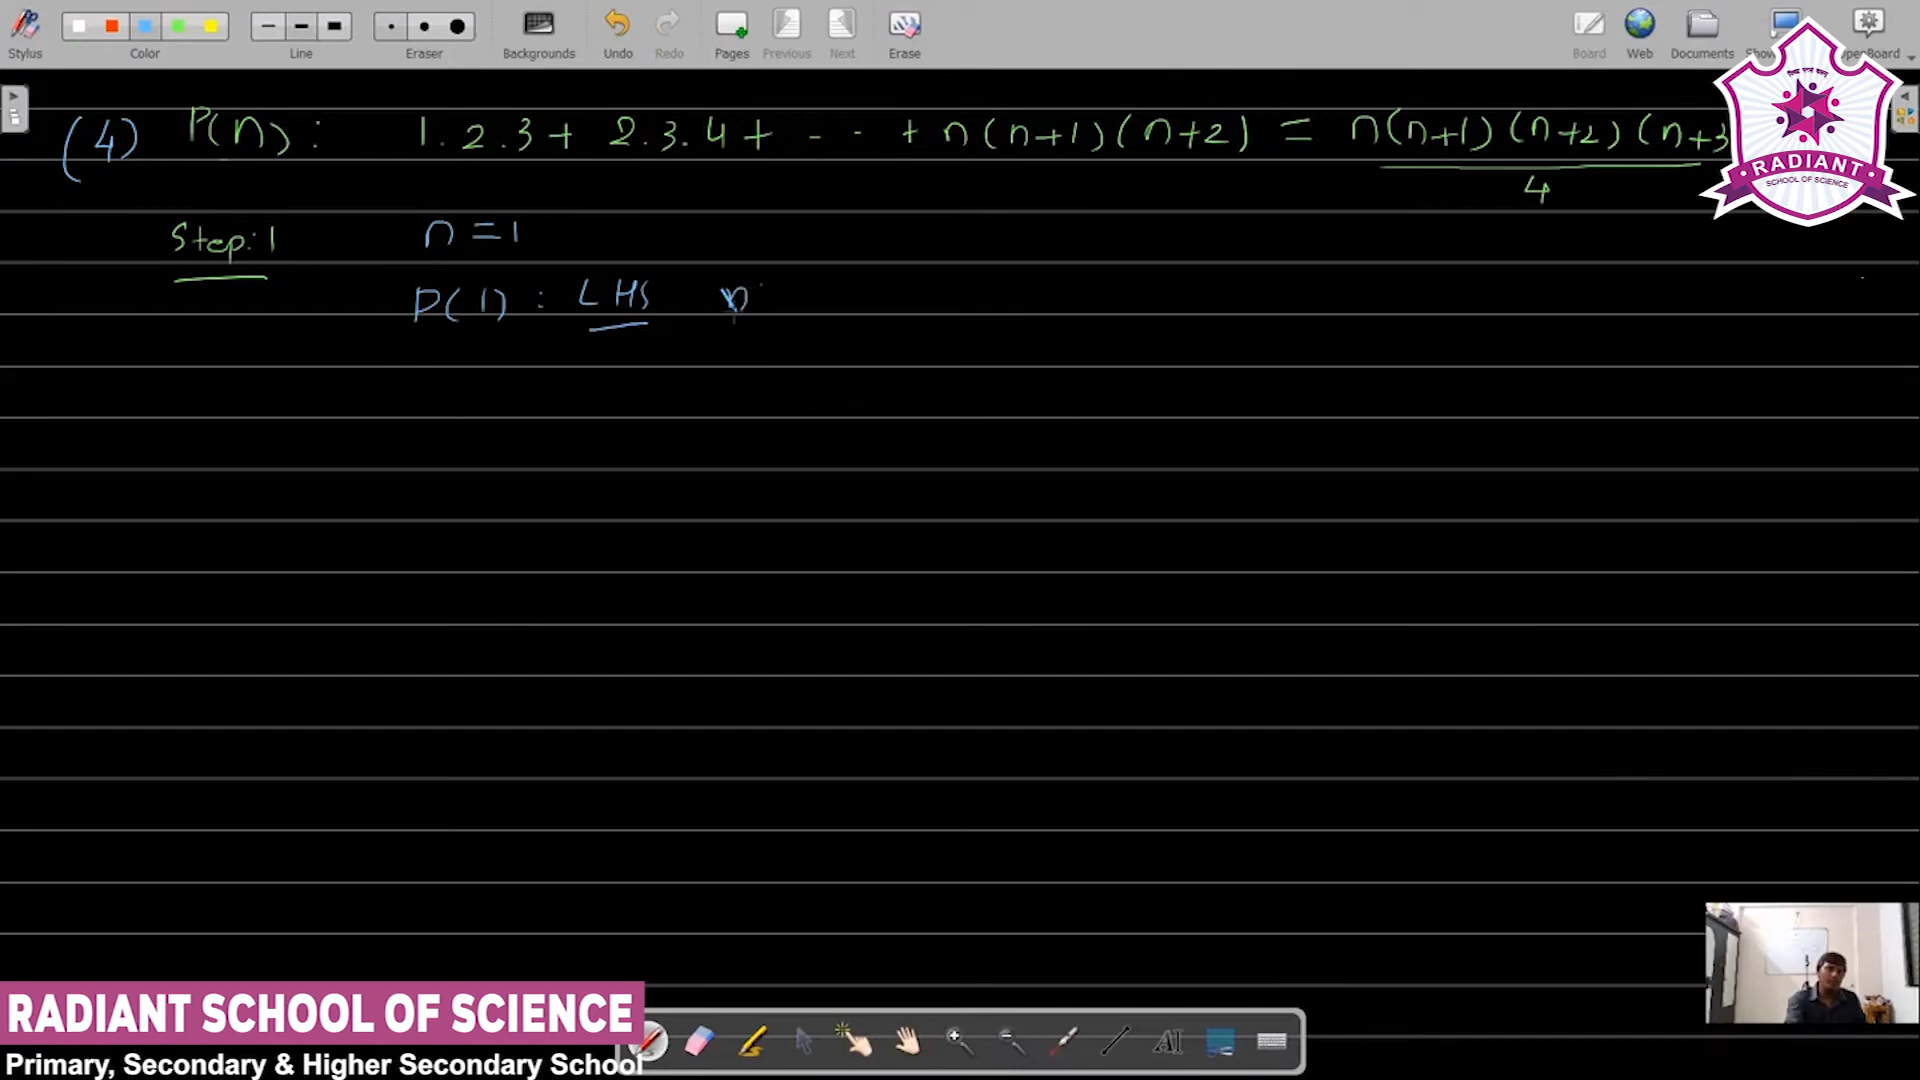 Stylus Color Line Eraser Backgrounds Undo Redo Pages Previous Next Erase Board Web Documents
(4) P(n) : 1.2.3 + 2.3.4 + - - - + n(n+1)(n+2) = n(n+1)(n+2)(n+3
4
Step:1 n = 1
P(1) : LHS n
RADIANT
SCHOOL OF SCIENCE
RADIANT SCHOOL OF SCIENCE
Primary, Secondary & Higher Secondary School